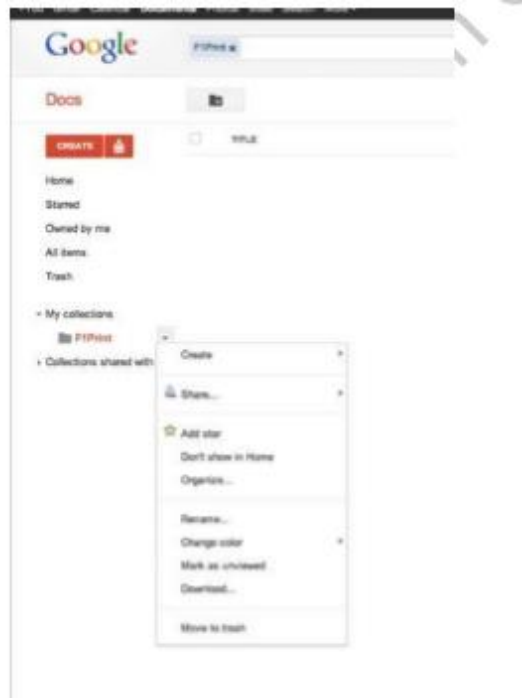 Google
F1Print
Docs
CREATE
TITLE
Home
Starred
Owned by me
All items
Trash
My collections
F1Print
Collections shared with
Create
Share...
Add star
Don't show in Home
Organize...
Rename...
Change color
Mark as unviewed
Download...
Move to trash